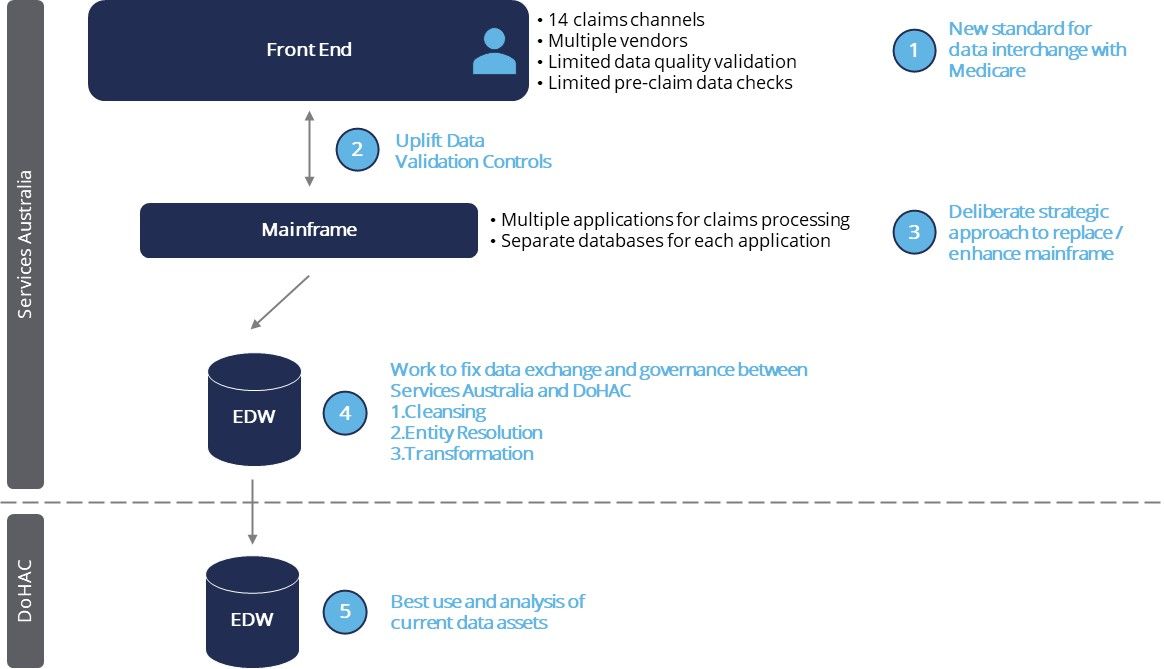 Services Australia
Front End
• 14 claims channels
• Multiple vendors
• Limited data quality validation
• Limited pre-claim data checks
1
New standard for
data interchange with
Medicare
2
Uplift Data
Validation Controls
Mainframe
• Multiple applications for claims processing
• Separate databases for each application
3
Deliberate strategic
approach to replace /
enhance mainframe
EDW
4
Work to fix data exchange and governance between
Services Australia and DoHAC
1.Cleansing
2.Entity Resolution
3.Transformation
DoHAC
EDW
5
Best use and analysis of
current data assets